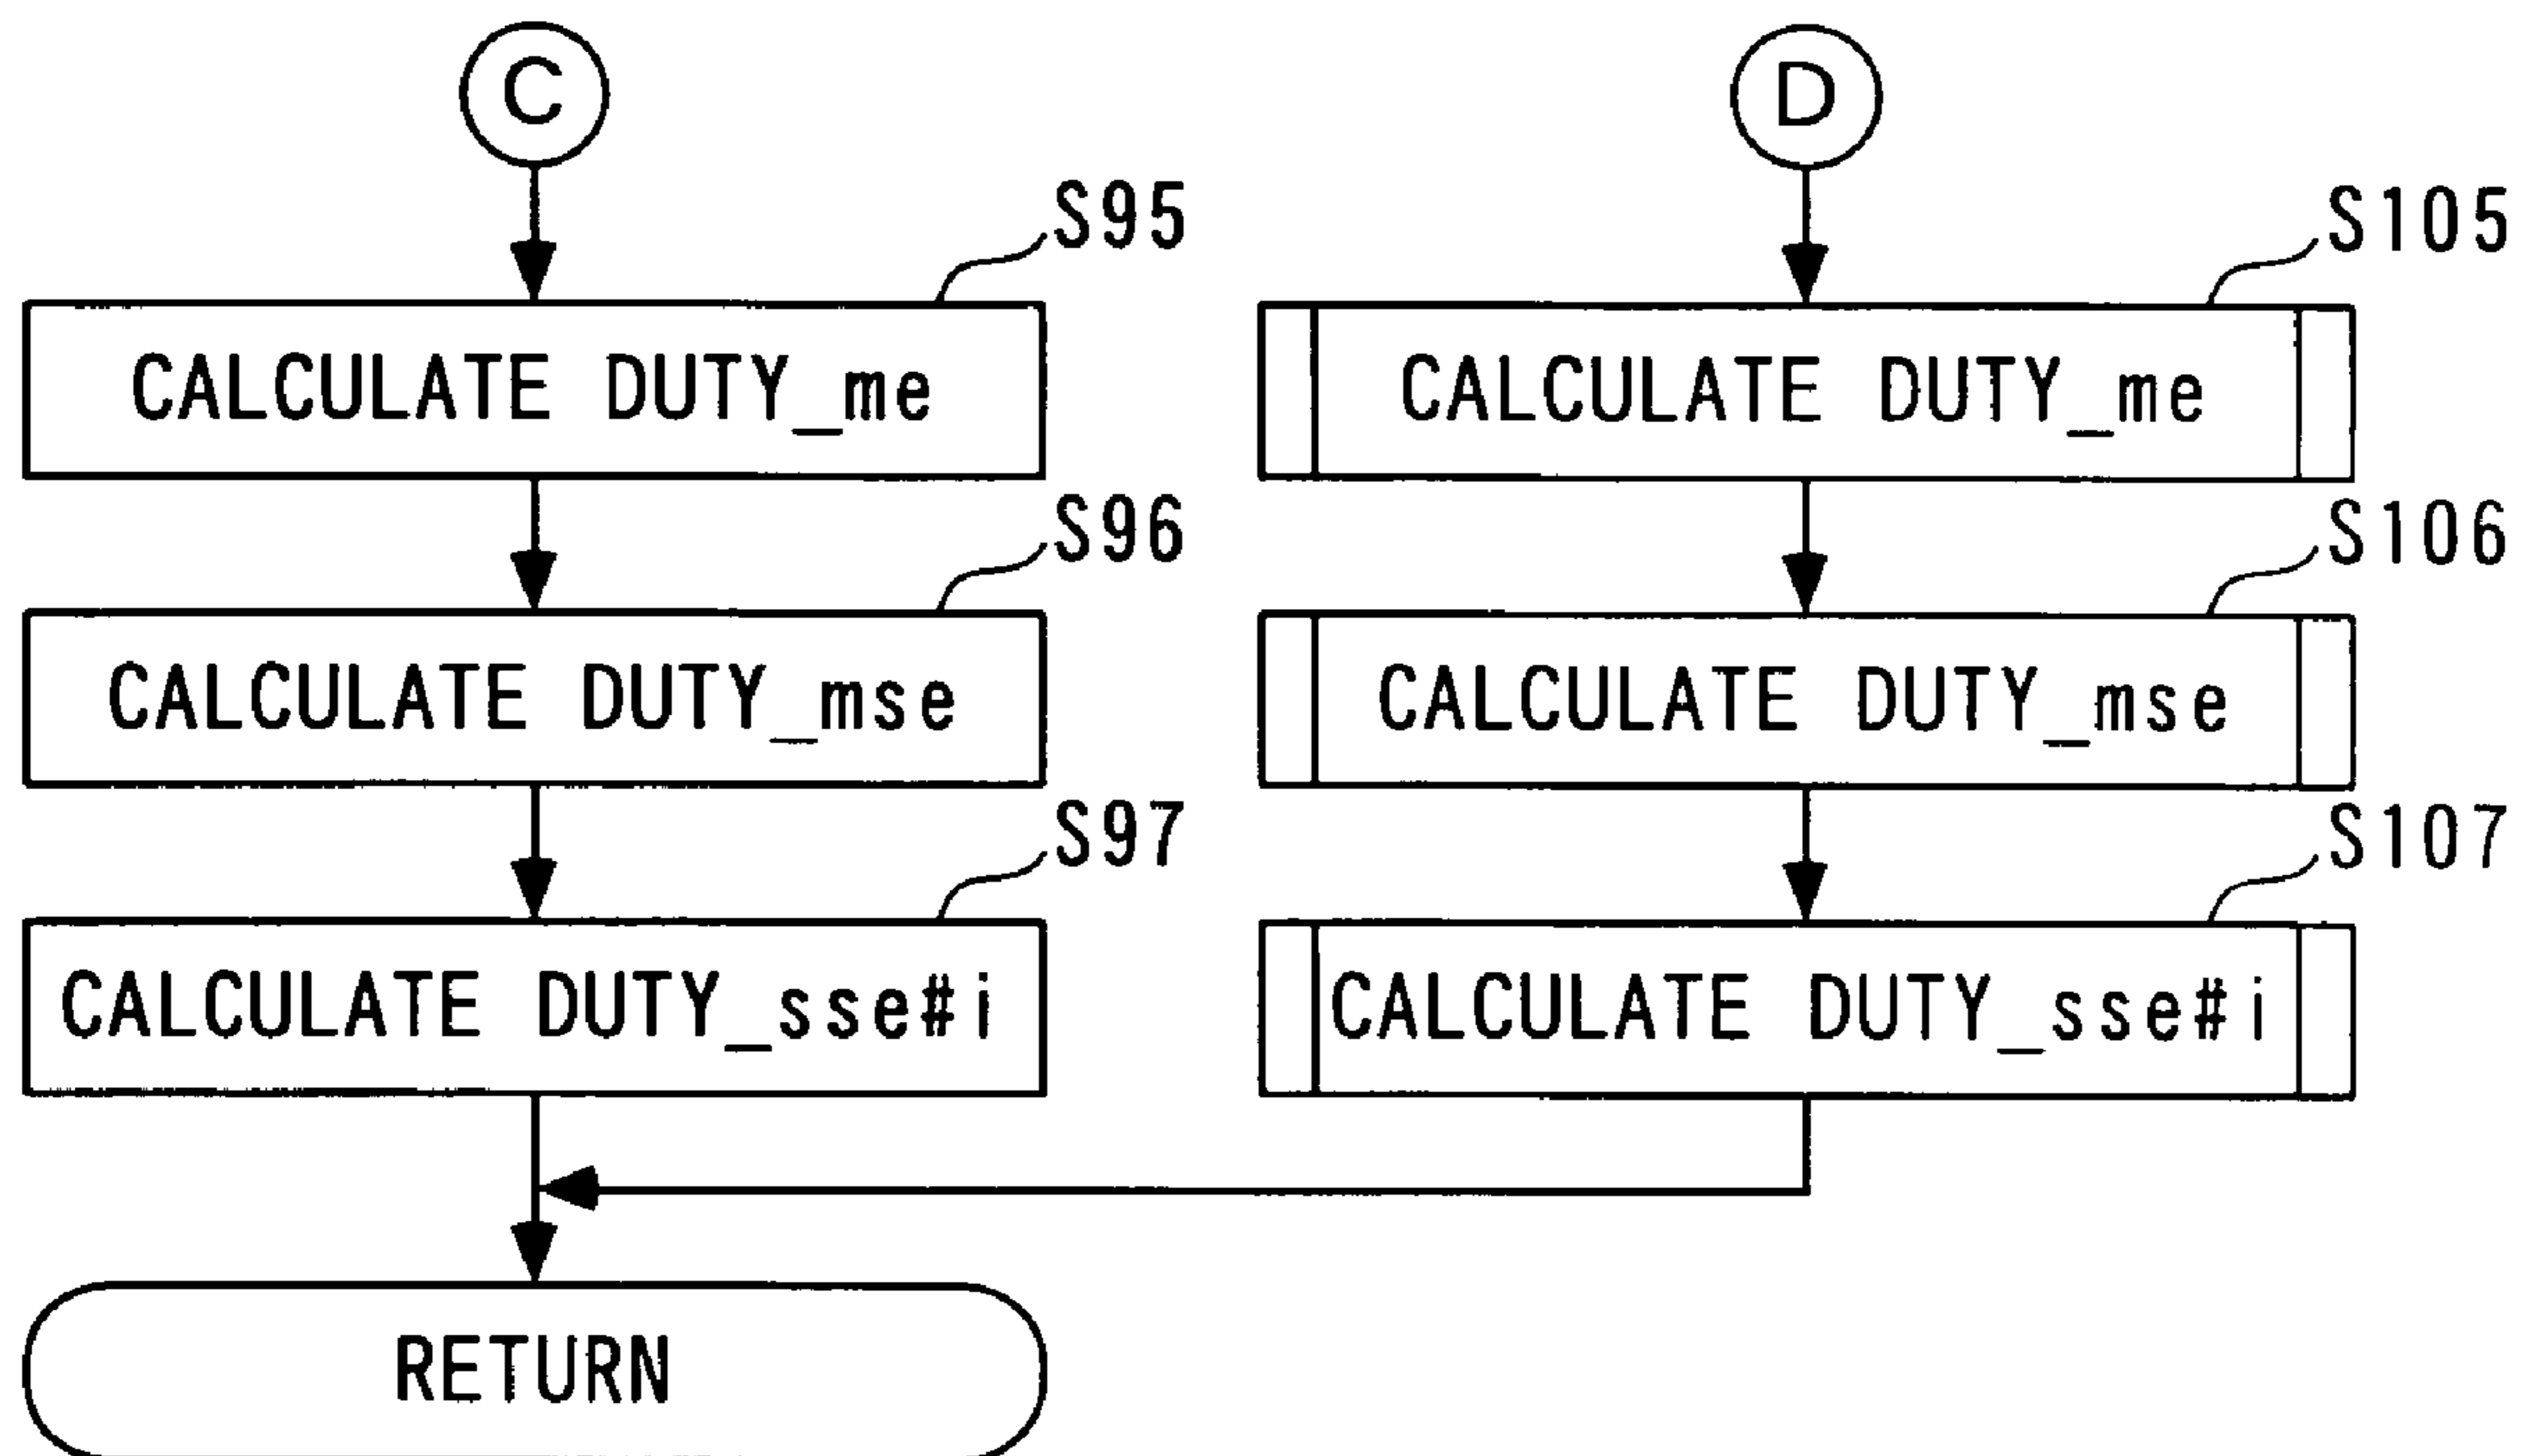 C
S95
CALCULATE DUTY_me
S96
CALCULATE DUTY_mse
S97
CALCULATE DUTY_sse#i
RETURN
D
S105
CALCULATE DUTY_me
S106
CALCULATE DUTY_mse
S107
CALCULATE DUTY_sse#i